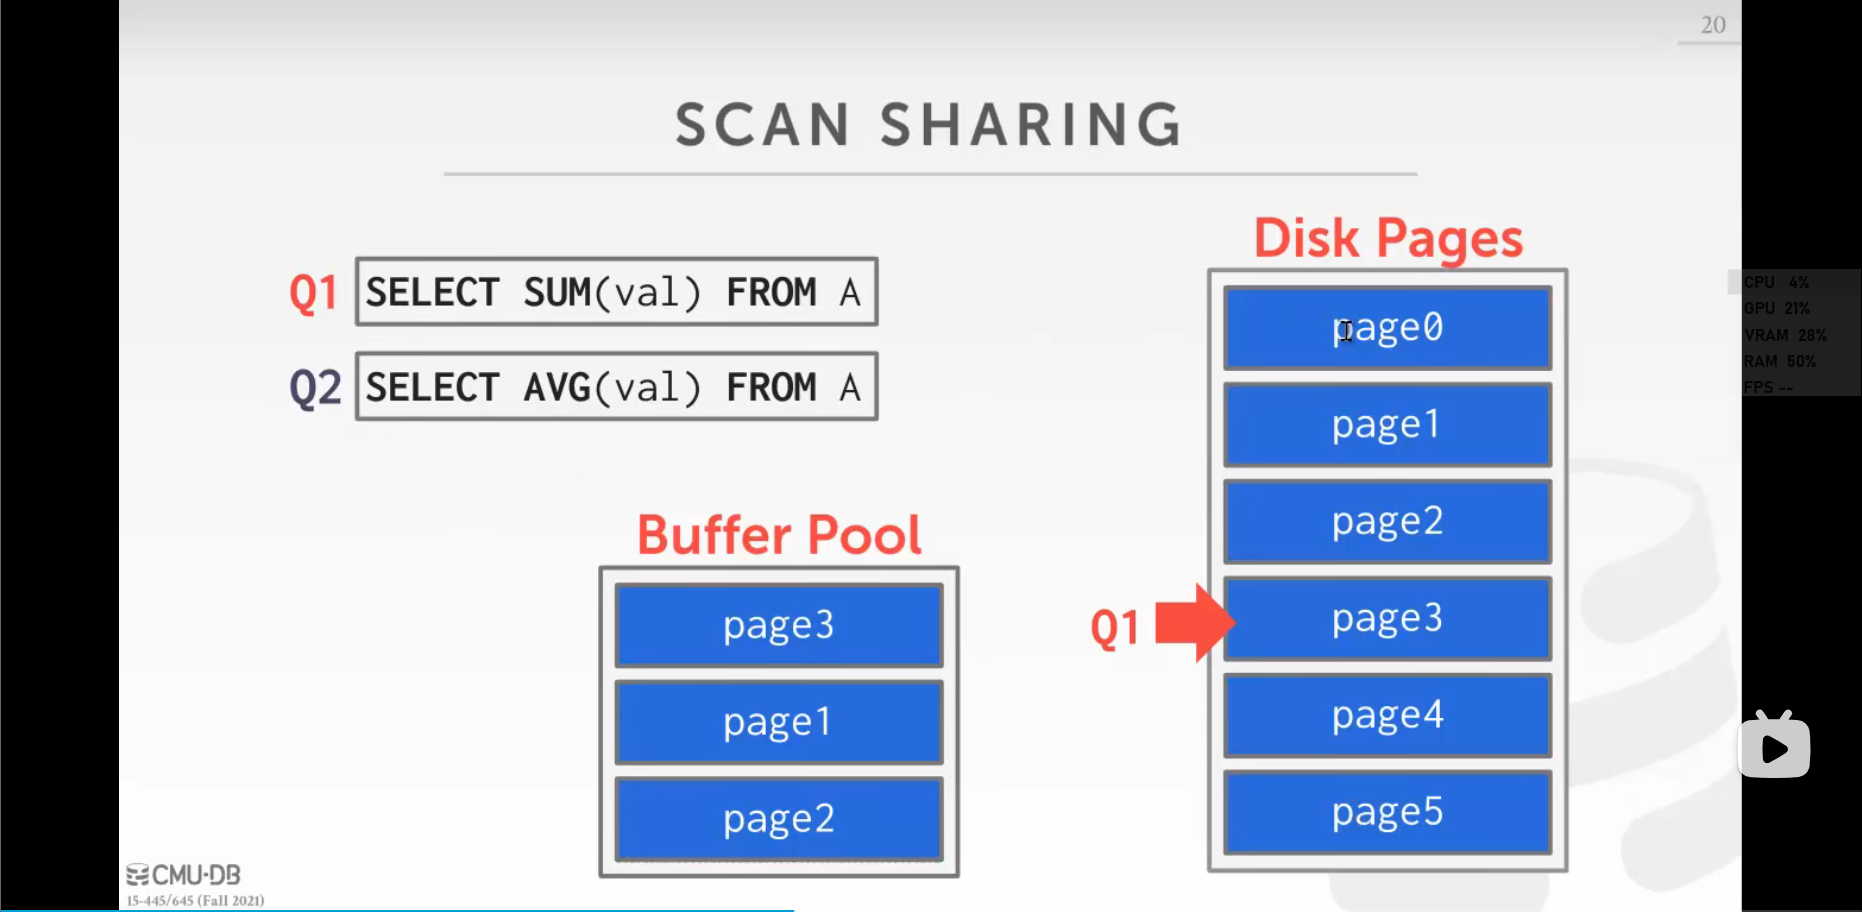 20
SCAN SHARING
Q1 SELECT SUM(val) FROM A
Q2 SELECT AVG(val) FROM A
Disk Pages
page0
page1
page2
Q1 page3
page4
page5
Buffer Pool
page3
page1
page2
CPU 4%
GPU 21%
VRAM 28%
RAM 50%
FPS --
CMU·DB
15-445/645 (Fall 2021)